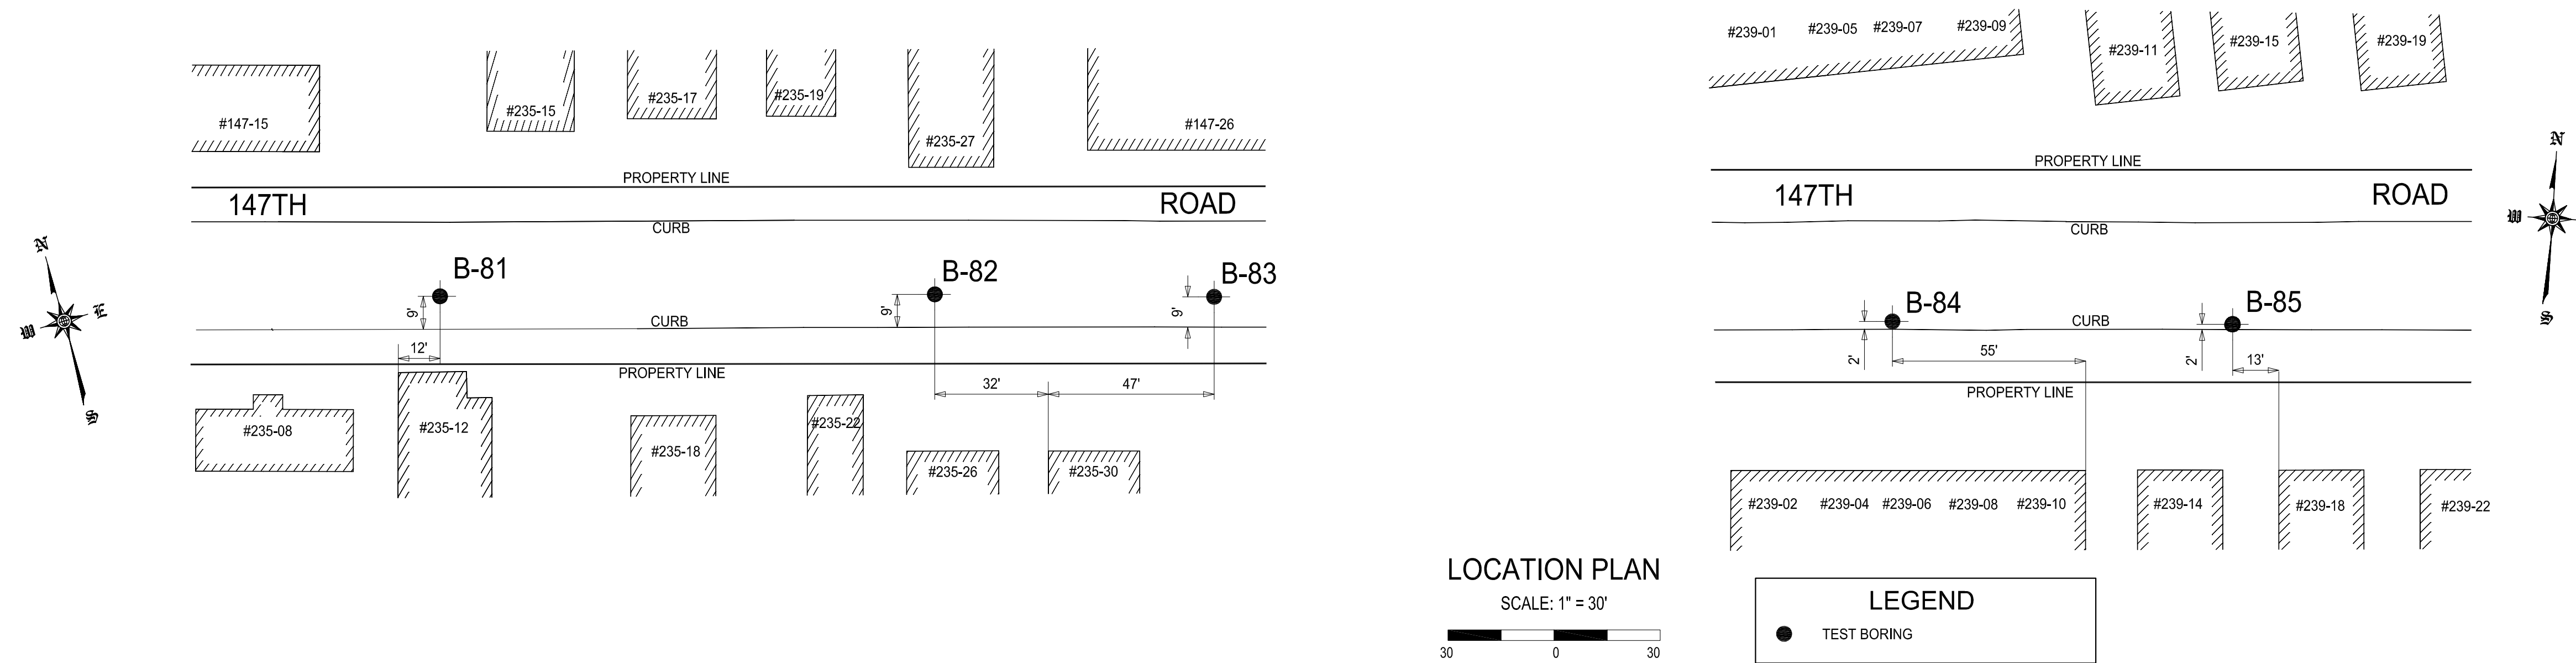 #239-01 #239-05 #239-07 #239-09
#239-11 #239-15 #239-19
#147-15 #235-15 #235-17 #235-19 #235-27 #147-26
PROPERTY LINE
147TH ROAD
CURB
B-81 B-82 B-83
9' 9' 9'
CURB
12'
PROPERTY LINE
32' 47'
#235-08 #235-12 #235-18 #235-22 #235-26 #235-30
N
E
W
S
PROPERTY LINE
147TH ROAD
CURB
B-84 B-85
CURB
2' 55' 2' 13'
PROPERTY LINE
#239-02 #239-04 #239-06 #239-08 #239-10 #239-14 #239-18 #239-22
N
W
S
LOCATION PLAN
SCALE: 1" = 30'
30 0 30
LEGEND
TEST BORING